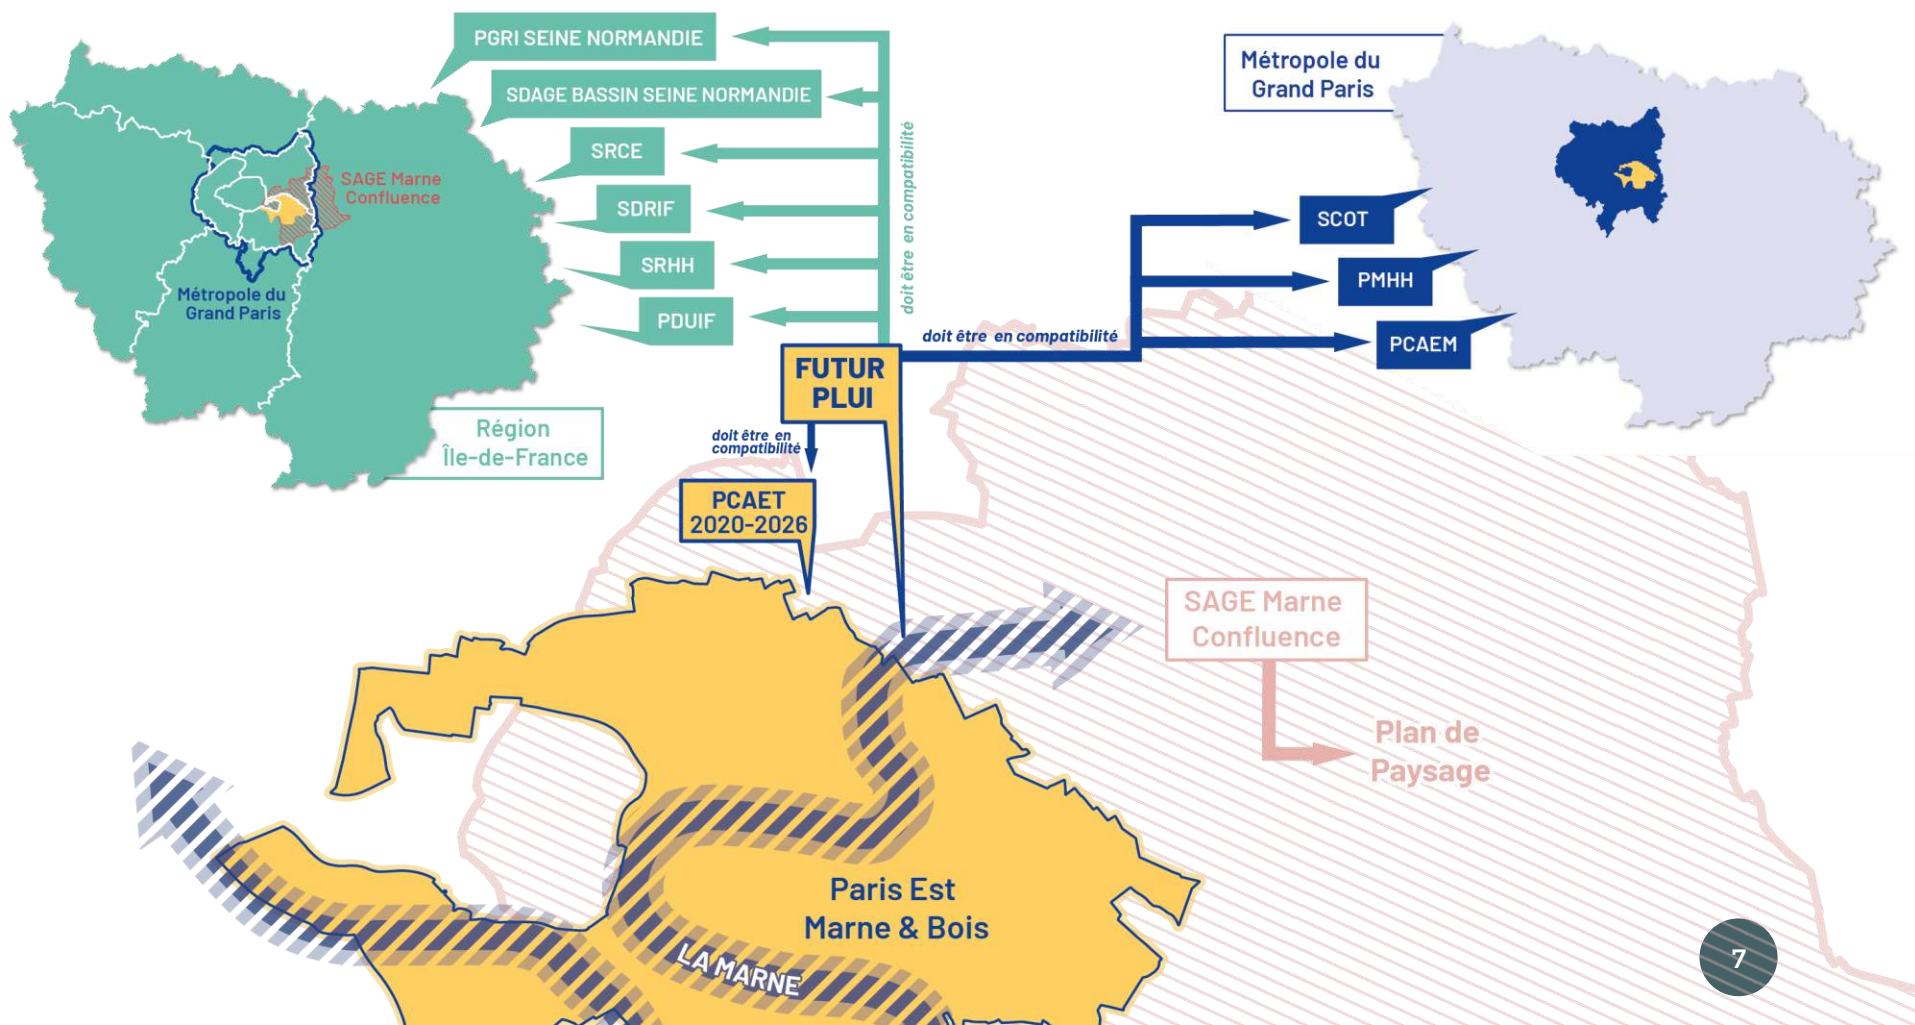 PGRI SEINE NORMANDIE
SDAGE BASSIN SEINE NORMANDIE
SRCE
SDRIF
SRHH
PDUIF
doit être en compatibilité
SAGE Marne
Confluence
Métropole du
Grand Paris
Région
Île-de-France
Métropole du
Grand Paris
SCOT
PMHH
PCAEM
doit être en compatibilité
FUTUR
PLUI
doit être en
compatibilité
PCAET
2020-2026
SAGE Marne
Confluence
Plan de
Paysage
Paris Est
Marne & Bois
LA MARNE
7